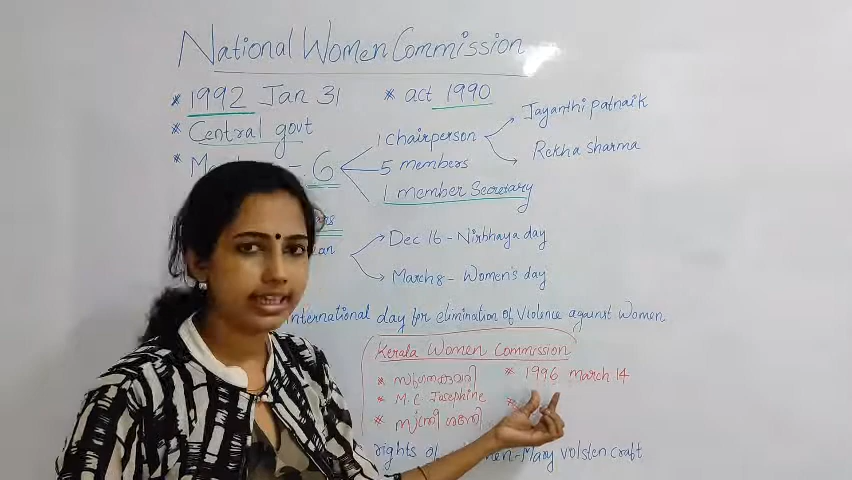 National Women Commission
* 1992 Jan 31
* act 1990
* Central govt
6
1 chairperson
Jayanthi patnaik
Rekha Sharma
5 members
1 member Secretary
Dec 16 - Nirbhaya day
March 8 - Women's day
International day for elimination of Violence against Women
Kerala Women Commission
* സുഗതകുമാരി
* M.C. Josephine
* 1996 march 14
rights of
Mary volsten craft